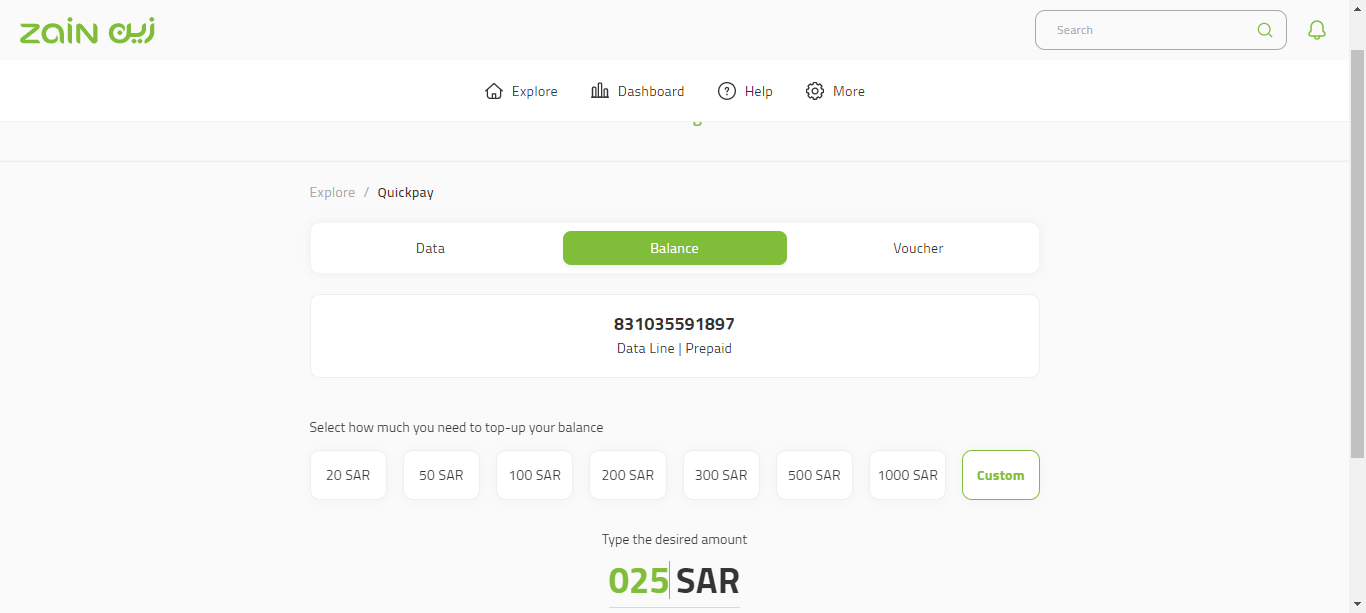 zain زين
Search
Explore Dashboard Help More
Explore / Quickpay
Data Balance Voucher
831035591897
Data Line | Prepaid
Select how much you need to top-up your balance
20 SAR 50 SAR 100 SAR 200 SAR 300 SAR 500 SAR 1000 SAR Custom
Type the desired amount
025 SAR